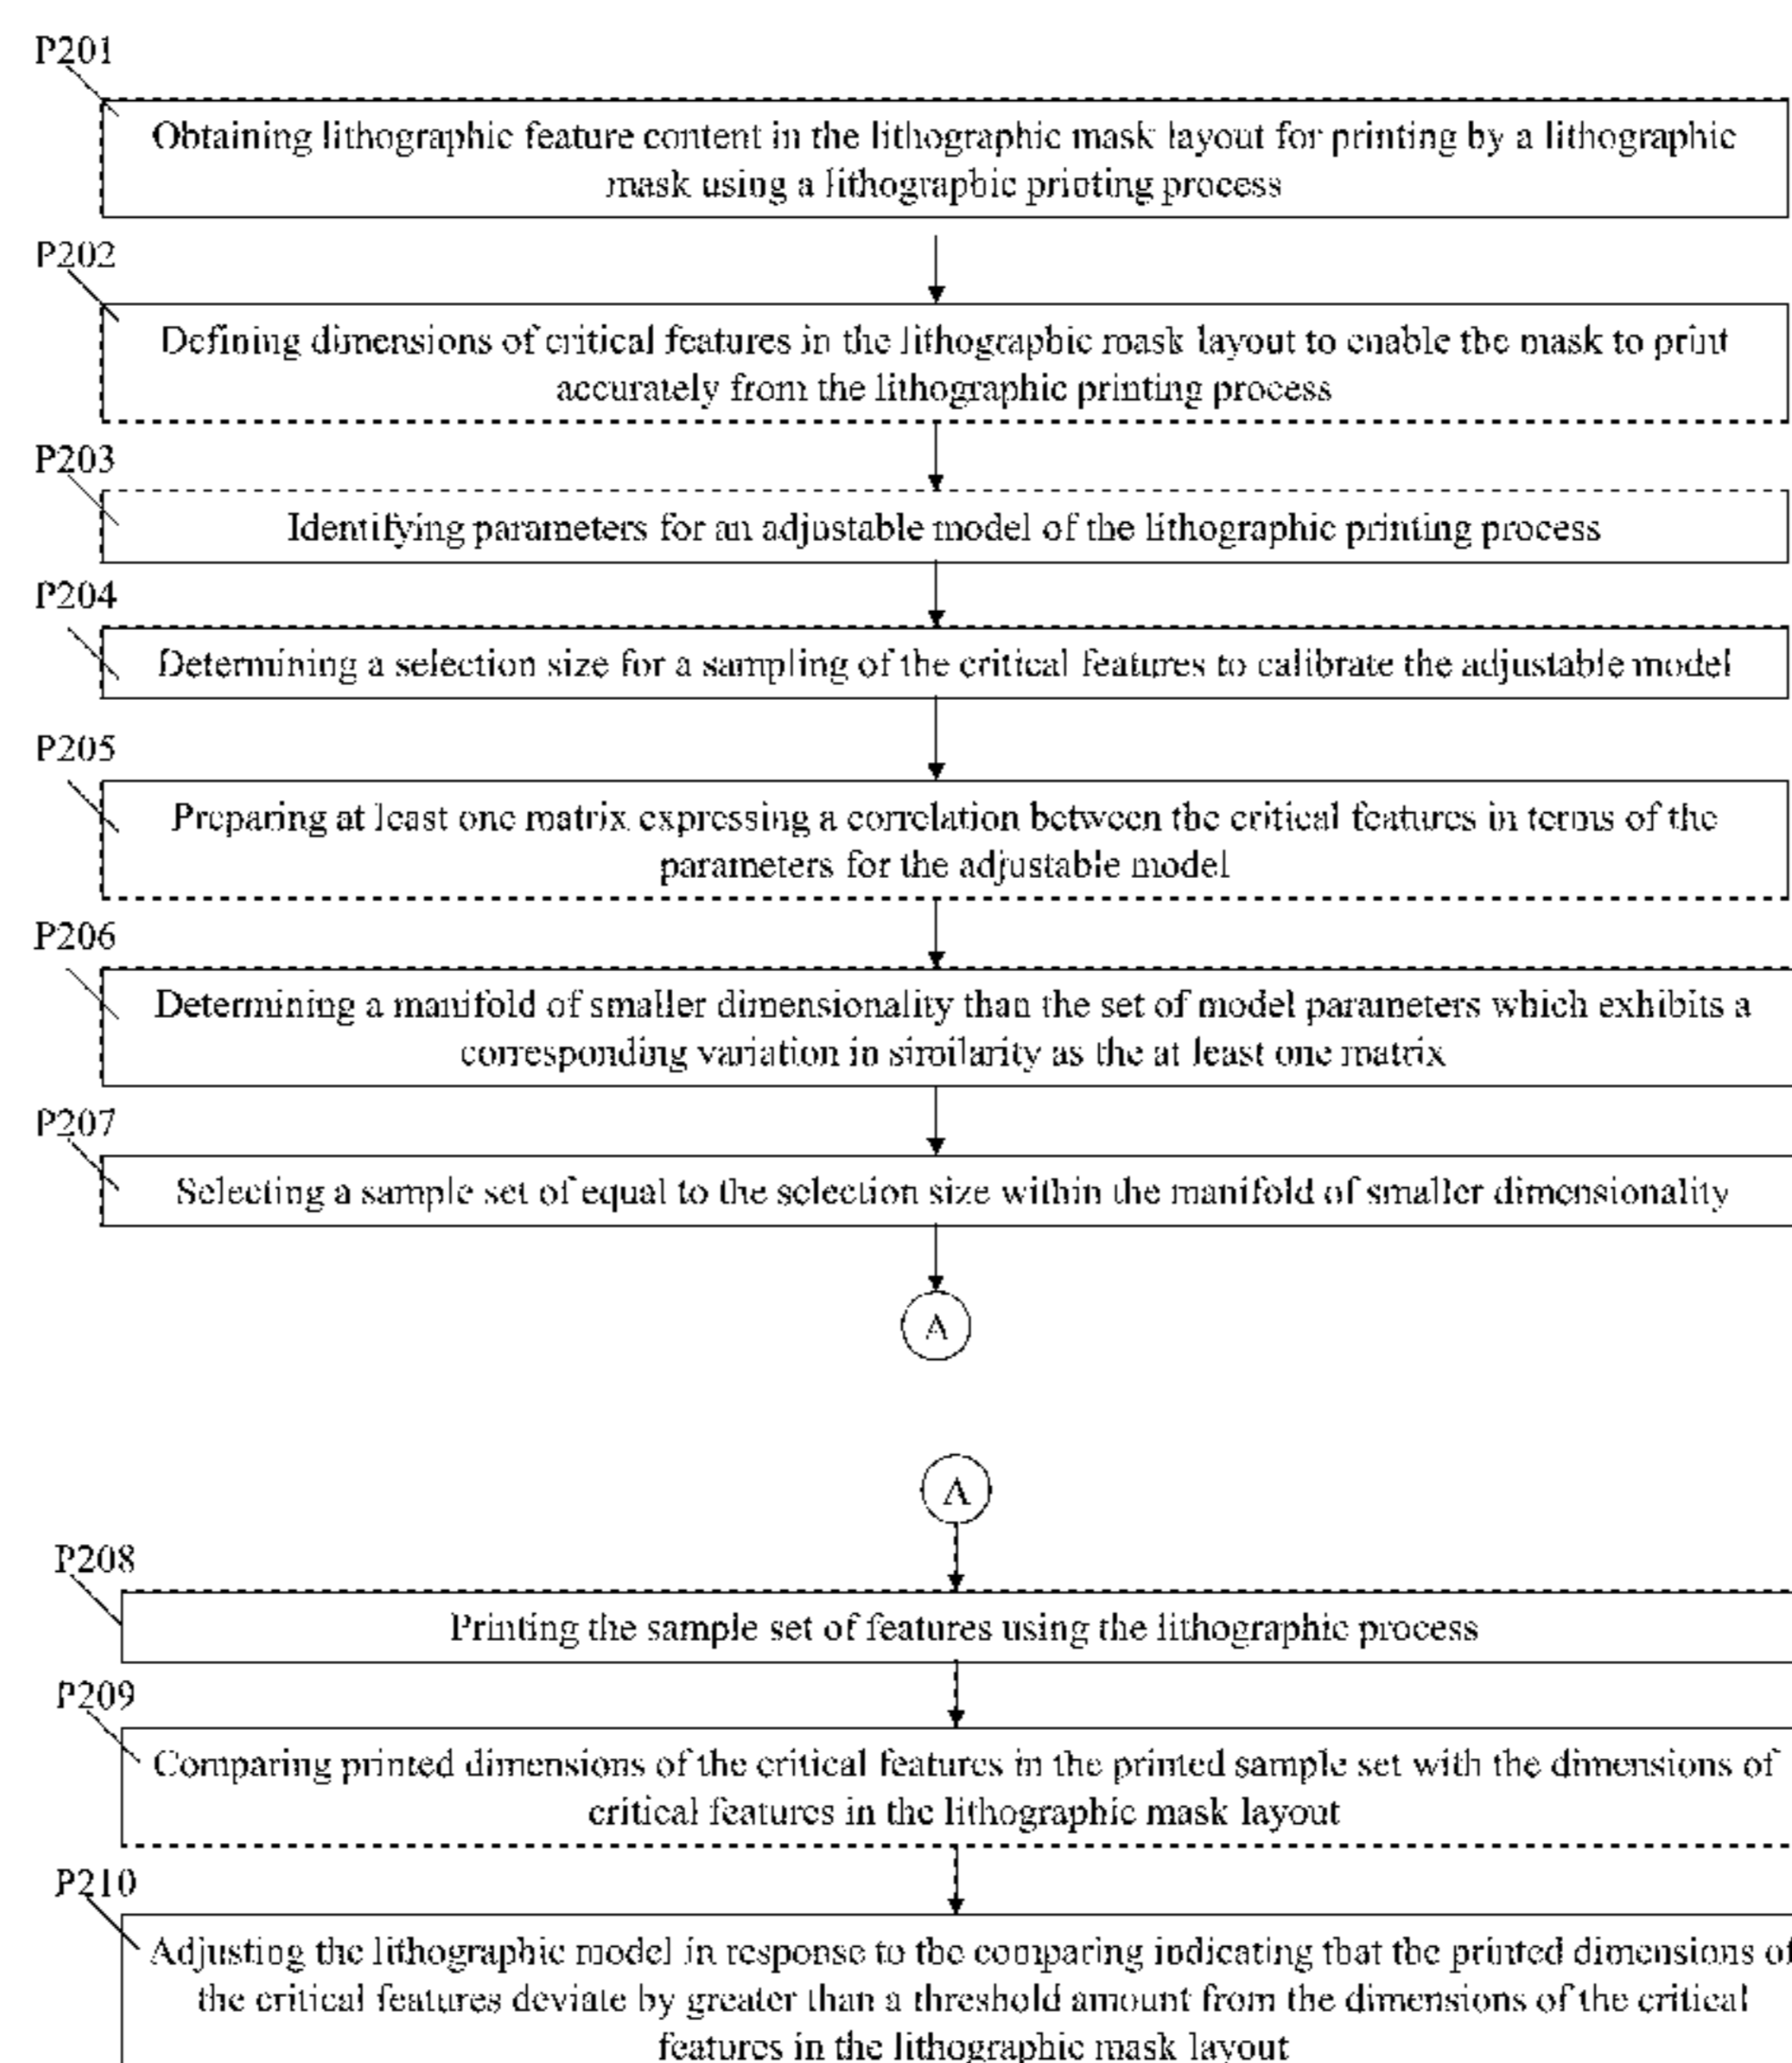 P201
Obtaining lithographic feature content in the lithographic mask layout for printing by a lithographic
mask using a lithographic printing process
P202
Defining dimensions of critical features in the lithographic mask layout to enable the mask to print
accurately from the lithographic printing process
P203
Identifying parameters for an adjustable model of the lithographic printing process
P204
Determining a selection size for a sampling of the critical features to calibrate the adjustable model
P205
Preparing at least one matrix expressing a correlation between the critical features in terms of the
parameters for the adjustable model
P206
Determining a manifold of smaller dimensionality than the set of model parameters which exhibits a
corresponding variation in similarity as the at least one matrix
P207
Selecting a sample set of equal to the selection size within the manifold of smaller dimensionality
A
A
P208
Printing the sample set of features using the lithographic process
P209
Comparing printed dimensions of the critical features in the printed sample set with the dimensions of
critical features in the lithographic mask layout
P210
Adjusting the lithographic model in response to the comparing indicating that the printed dimensions of
the critical features deviate by greater than a threshold amount from the dimensions of the critical
features in the lithographic mask layout